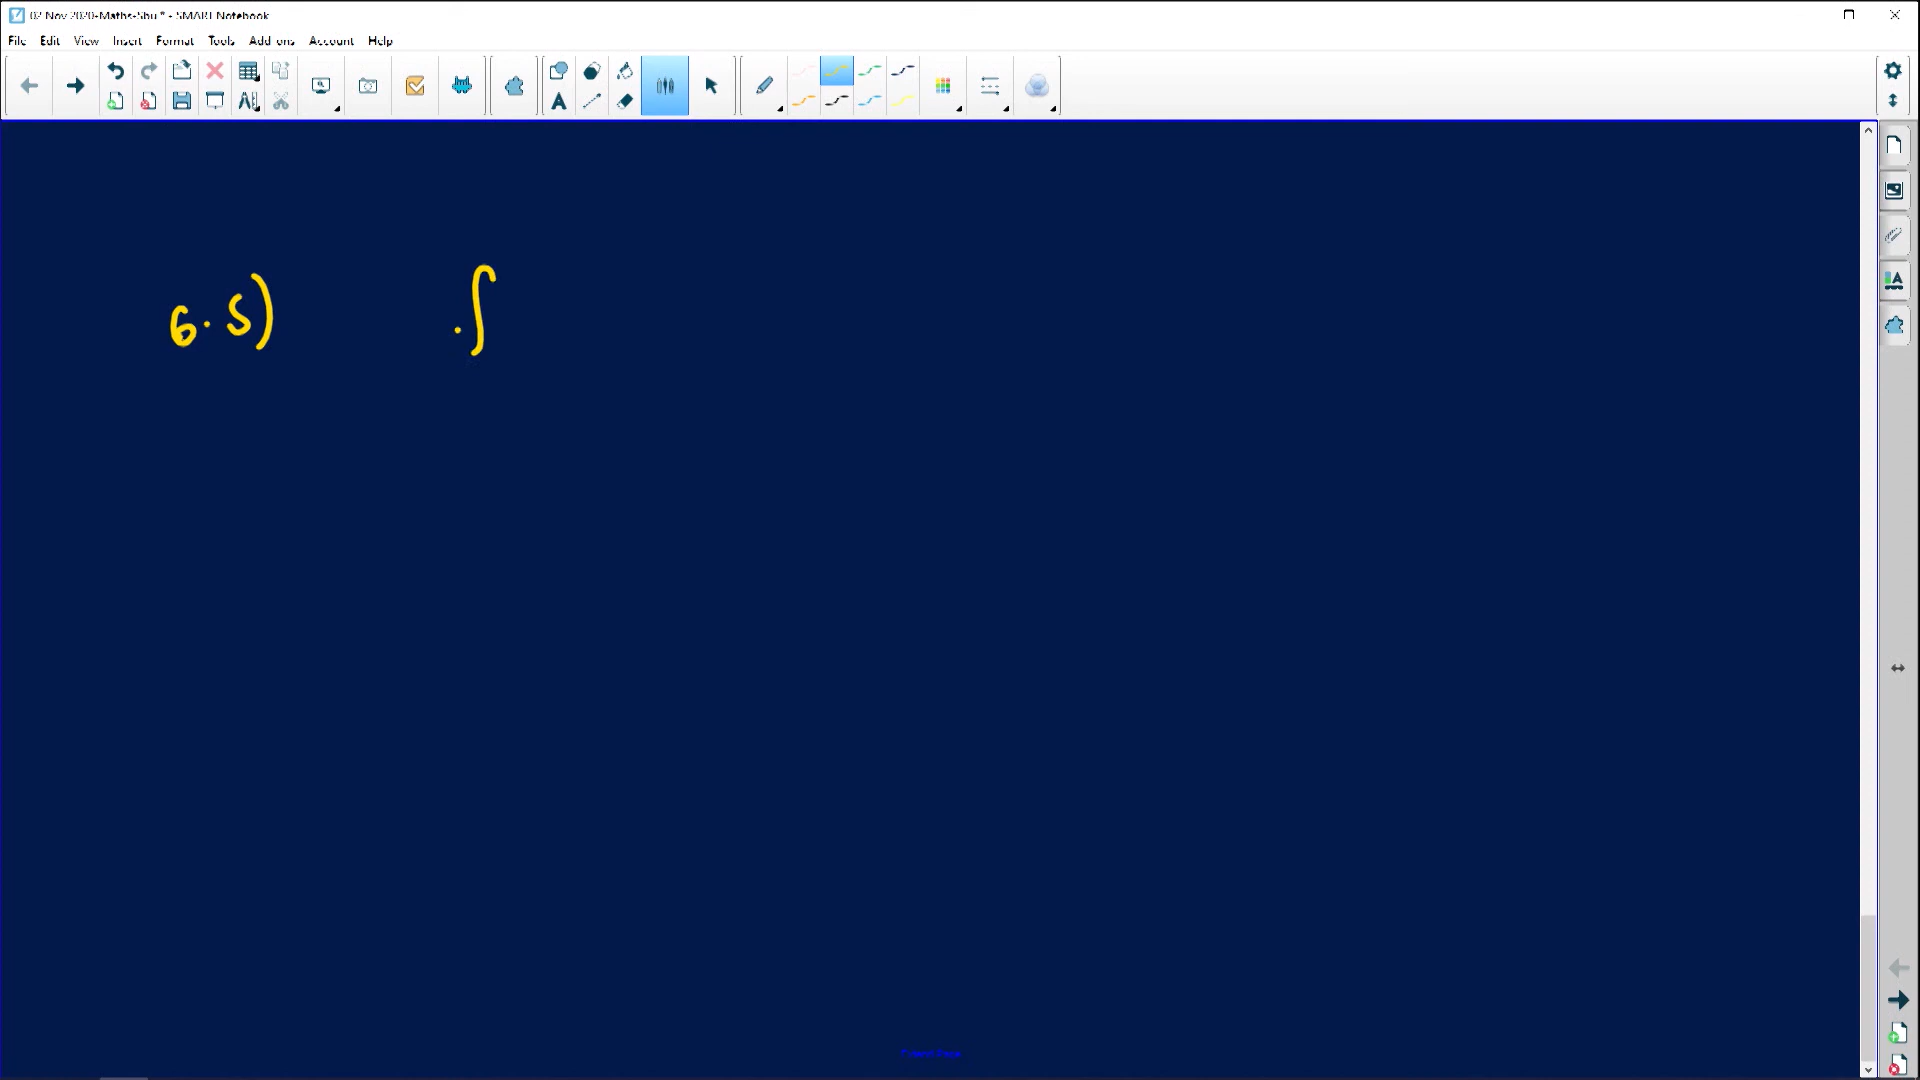 02 Nov 2020-Maths-Shu * - SMART Notebook
File Edit View Insert Format Tools Add-ons Account Help
6.5) . ∫